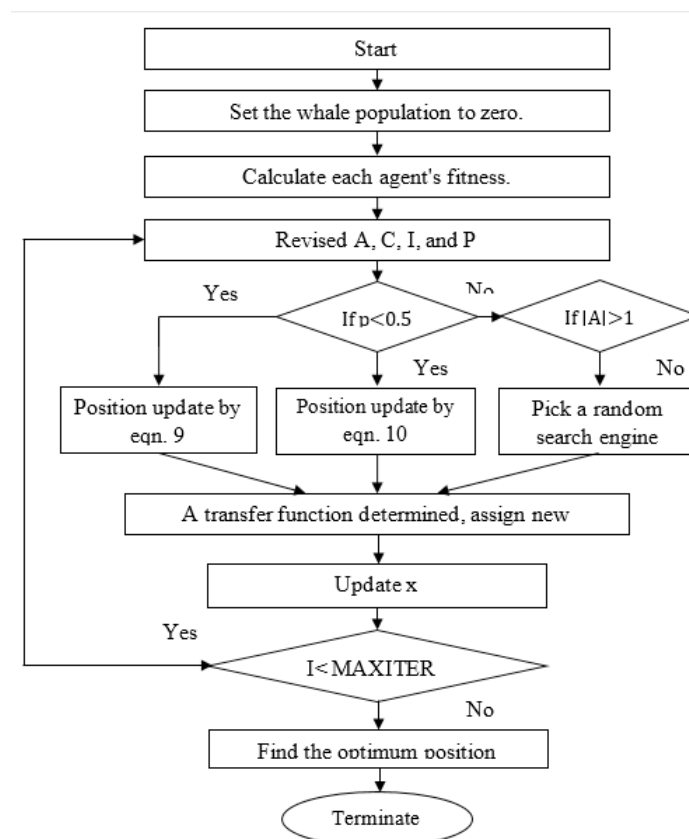 Start
Set the whale population to zero.
Calculate each agent's fitness.
Revised A, C, I, and P
Yes
No
If p<0.5
If |A|>1
Yes
No
Position update by
eqn. 9
Position update by
eqn. 10
Pick a random
search engine
A transfer function determined, assign new
Update x
Yes
I< MAXITER
No
Find the optimum position
Terminate